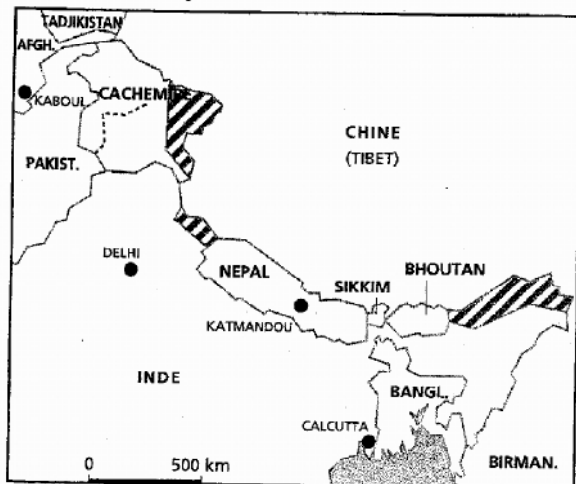 TADJIKISTAN
AFGH.
KABOUL
CACHEMIRE
CHINE
(TIBET)
PAKIST.
DELHI
NEPAL
SIKKIM
BHOUTAN
KATMANDOU
INDE
BANGL.
CALCUTTA
BIRMAN.
0 500 km